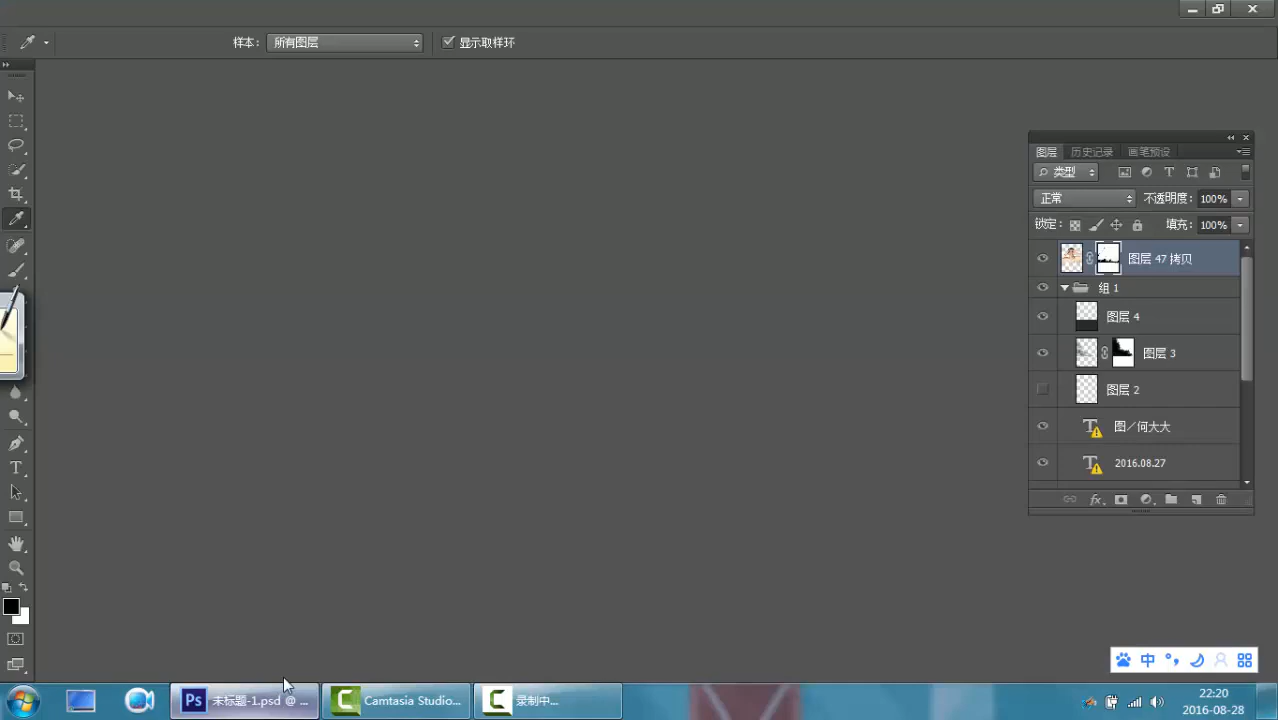 样本：
所有图层
显示取样环
图层
历史记录
画笔预设
类型
正常
不透明度：
100%
锁定：
填充：
100%
图层 47 拷贝
组 1
图层 4
图层 3
图层 2
图／何大大
2016.08.27
中
Ps
未标题-1.psd @ ...
Camtasia Studio...
录制中...
22:20
2016-08-28